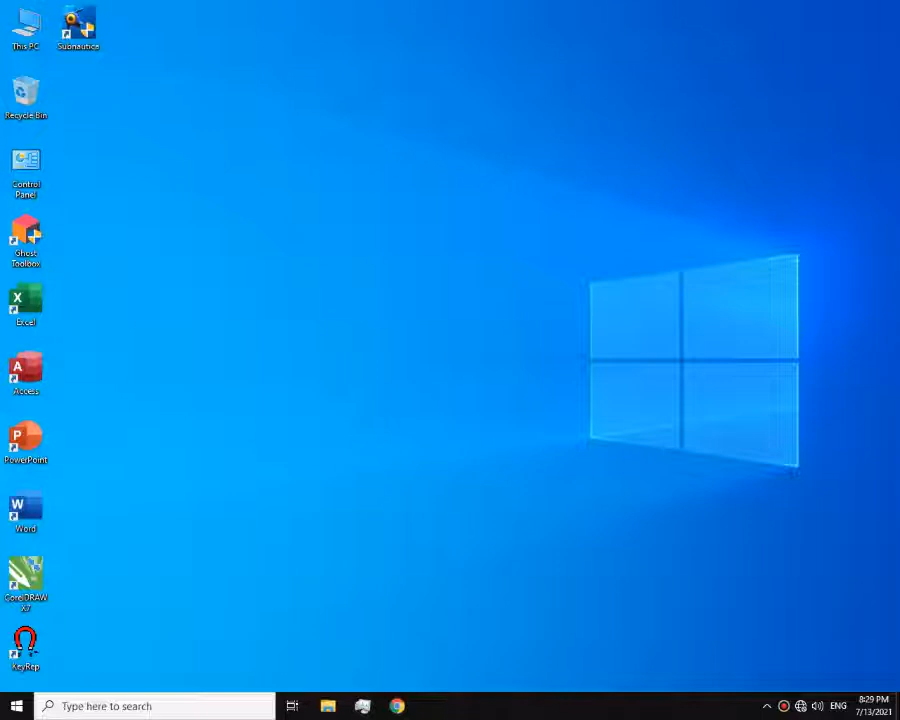 This PC
Subnautica
Recycle Bin
Control
Panel
Ghost
Toolbox
X
Excel
A
Access
P
PowerPoint
W
Word
CorelDRAW
X7
KeyRep
Type here to search
ENG
8:29 PM
7/13/2021